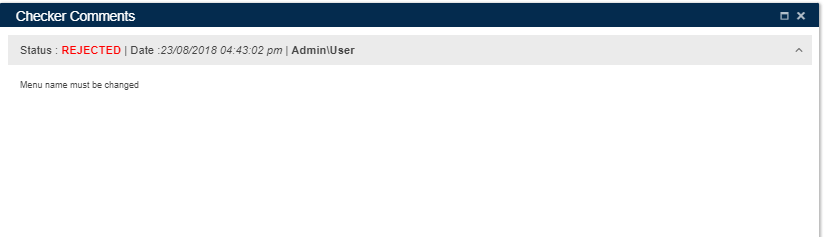 Checker Comments
Status : REJECTED | Date :23/08/2018 04:43:02 pm | Admin\User
Menu name must be changed